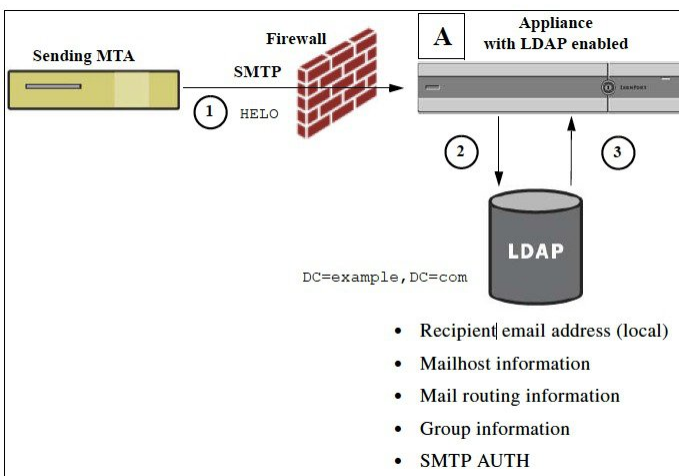 Sending MTA
Firewall
A
Appliance
with LDAP enabled
SMTP
1
HELO
IRONPORT
2
3
LDAP
DC=example,DC=com
• Recipient email address (local)
• Mailhost information
• Mail routing information
• Group information
• SMTP AUTH